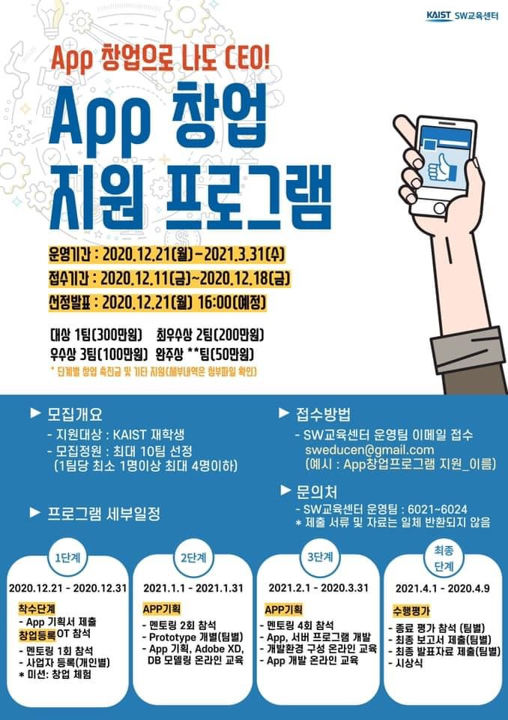 KAIST SW교육센터
App 창업으로 나도 CEO!
App 창업
지원 프로그램
운영기간 : 2020.12.21(월)-2021.3.31(수)
접수기간 : 2020.12.11(금)~2020.12.18(금)
선정발표 : 2020.12.21(월) 16:00(예정)
대상 1팀(300만원) 최우수상 2팀(200만원)
우수상 3팀(100만원) 완주상 **팀(50만원)
* 단계별 창업 촉진금 및 기타 지원(세부내역은 첨부파일 확인)
▶ 모집개요
- 지원대상 : KAIST 재학생
- 모집정원 : 최대 10팀 선정
(1팀당 최소 1명이상 최대 4명이하)
▶ 접수방법
- SW교육센터 운영팀 이메일 접수
sweducen@gmail.com
(예시 : App창업프로그램 지원_이름)
▶ 문의처
- SW교육센터 운영팀 : 6021~6024
* 제출 서류 및 자료는 일체 반환되지 않음
▶ 프로그램 세부일정
1단계
2020.12.21 - 2020.12.31
착수단계
- App 기획서 제출
창업등록OT 참석
- 멘토링 1회 참석
- 사업자 등록(개인별)
* 미션: 창업 체험
2단계
2021.1.1 - 2021.1.31
APP기획
- 멘토링 2회 참석
- Prototype 개별(팀별)
- App 기획, Adobe XD,
DB 모델링 온라인 교육
3단계
2021.2.1 - 2020.3.31
APP기획
- 멘토링 4회 참석
- App, 서버 프로그램 개발
- 개발환경 구성 온라인 교육
- App 개발 온라인 교육
최종
단계
2021.4.1 - 2020.4.9
수행평가
- 종료 평가 참석 (팀별)
- 최종 보고서 제출(팀별)
- 최종 발표자료 제출(팀별)
- 시상식